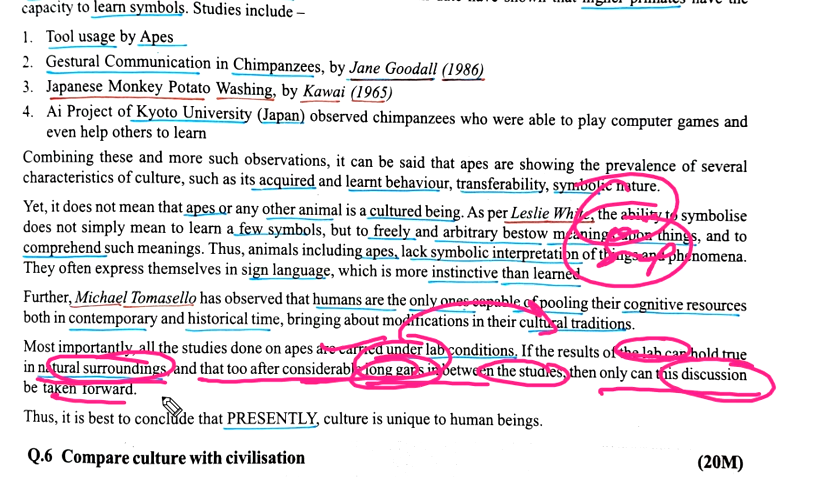 capacity to learn symbols. Studies include –
1. Tool usage by Apes
2. Gestural Communication in Chimpanzees, by Jane Goodall (1986)
3. Japanese Monkey Potato Washing, by Kawai (1965)
4. Ai Project of Kyoto University (Japan) observed chimpanzees who were able to play computer games and
even help others to learn
Combining these and more such observations, it can be said that apes are showing the prevalence of several
characteristics of culture, such as its acquired and learnt behaviour, transferability, symbolic nature.
Yet, it does not mean that apes or any other animal is a cultured being. As per Leslie White, the ability to symbolise
does not simply mean to learn a few symbols, but to freely and arbitrary bestow meaning upon things, and to
comprehend such meanings. Thus, animals including apes, lack symbolic interpretation of things and phenomena.
They often express themselves in sign language, which is more instinctive than learned.
Further, Michael Tomasello has observed that humans are the only ones capable of pooling their cognitive resources
both in contemporary and historical time, bringing about modifications in their cultural traditions.
Most importantly, all the studies done on apes are carried under lab conditions. If the results of the lab can hold true
in natural surroundings, and that too after considerable long gaps in between the studies, then only can this discussion
be taken forward.
Thus, it is best to conclude that PRESENTLY, culture is unique to human beings.
Q.6 Compare culture with civilisation (20M)